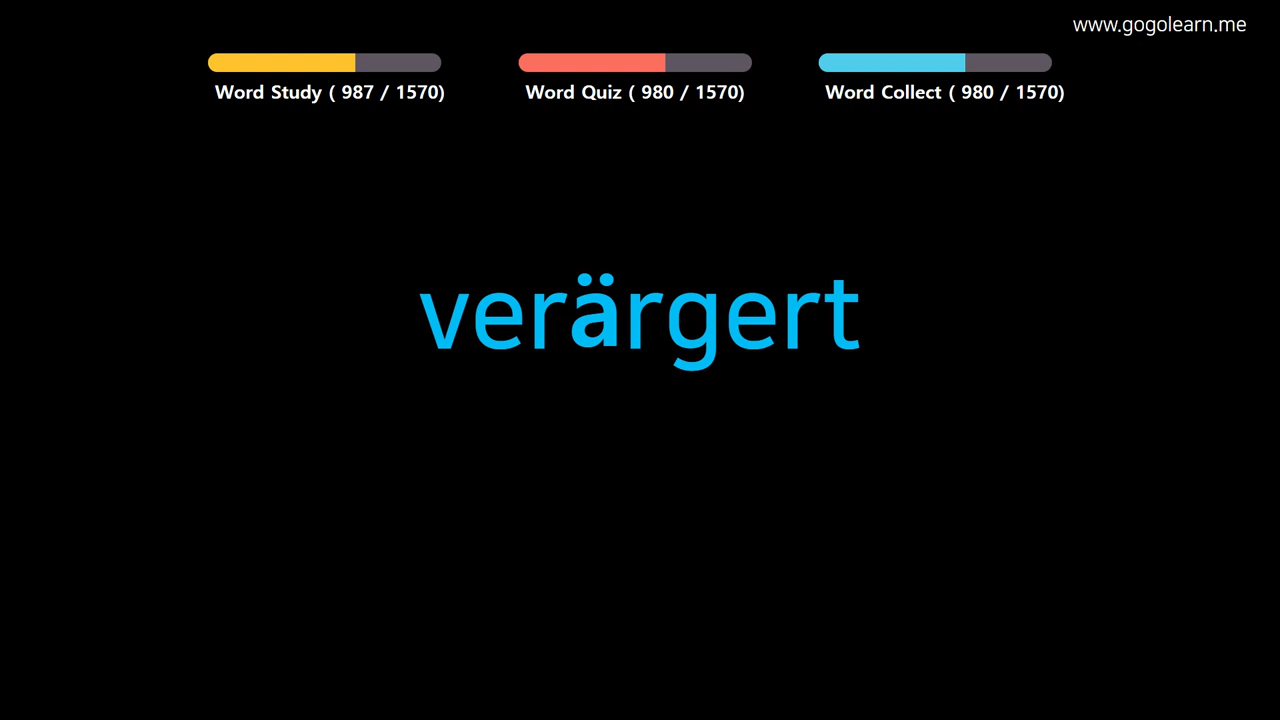 www.gogolearn.me
Word Study ( 987 / 1570)
Word Quiz ( 980 / 1570)
Word Collect ( 980 / 1570)
verärgert